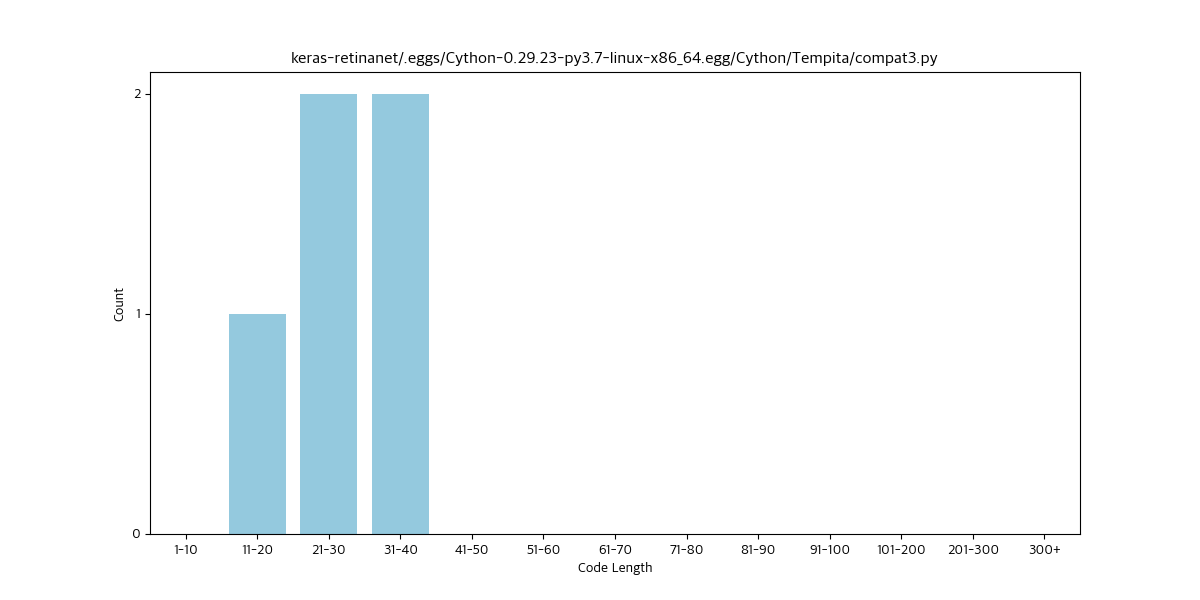 keras-retinanet/.eggs/Cython-0.29.23-py3.7-linux-x86_64.egg/Cython/Tempita/compat3.py
2
1
0
Count
1-10 11-20 21-30 31-40 41-50 51-60 61-70 71-80 81-90 91-100 101-200 201-300 300+
Code Length